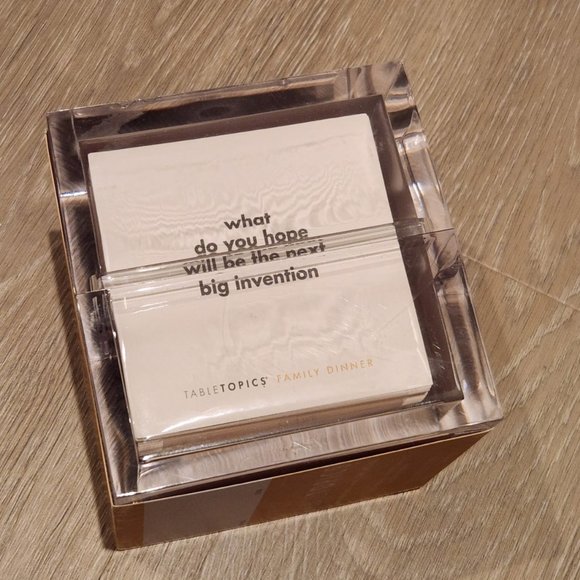 what
do you hope
will be the next
big invention
TABLETOPICS® FAMILY DINNER